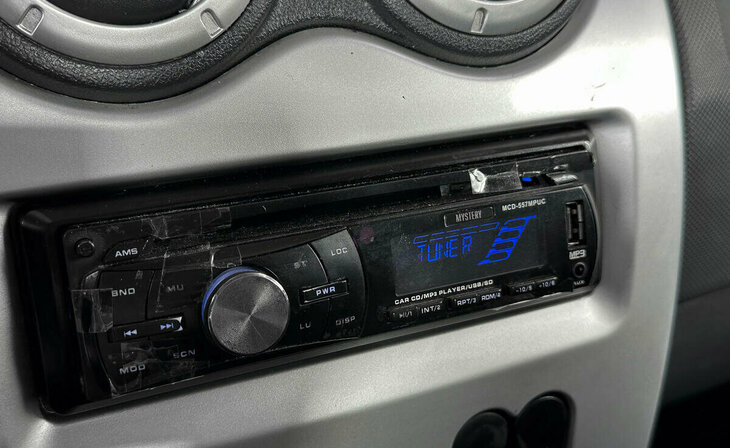 MYSTERY
MCD-557MPUC
AMS
LOC
ST
TUNER
BND
MU
PWR
MP3
CAR CD/MP3 PLAYER/USB/SD
LU
DISP
INT/2
RPT/3
RDM/4
-10/5
+10/6
AUX
SCN
MOD